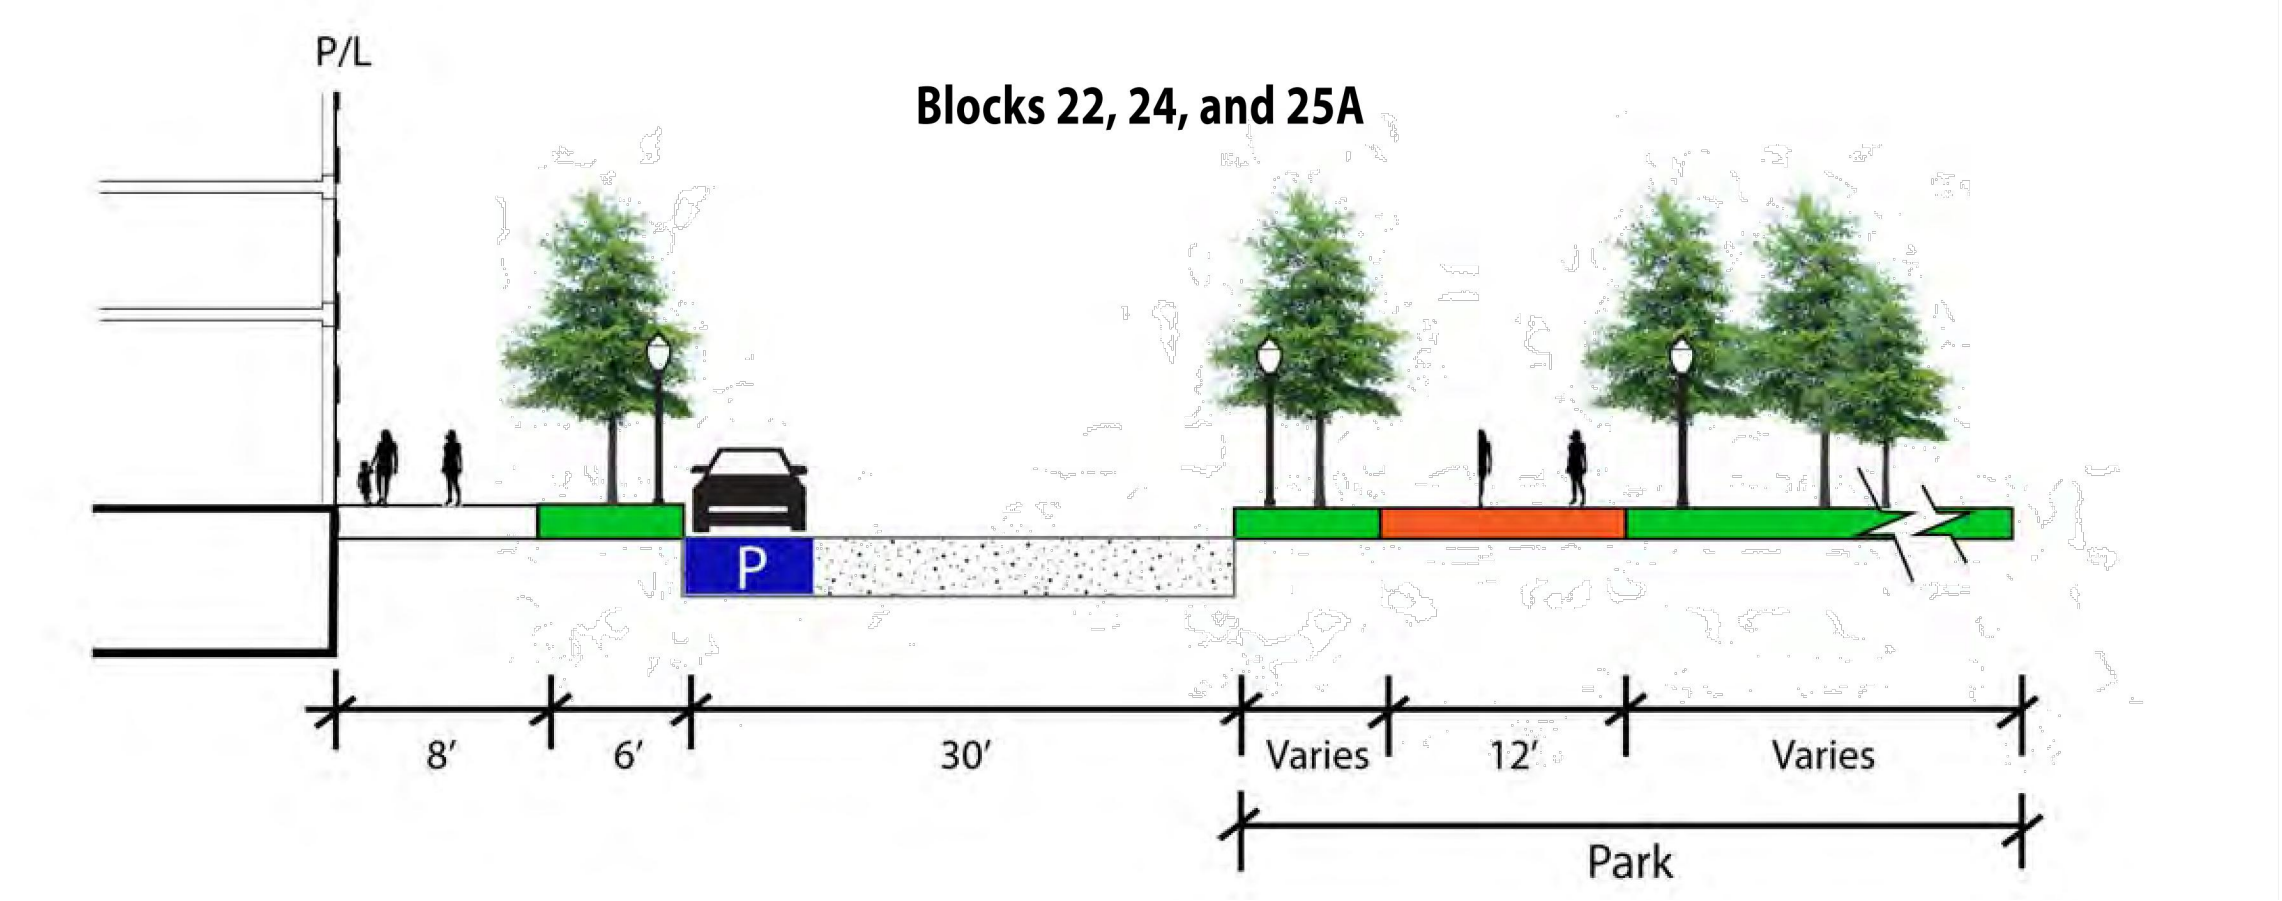 P/L
Blocks 22, 24, and 25A
P
8’
6’
30’
Varies
12’
Varies
Park